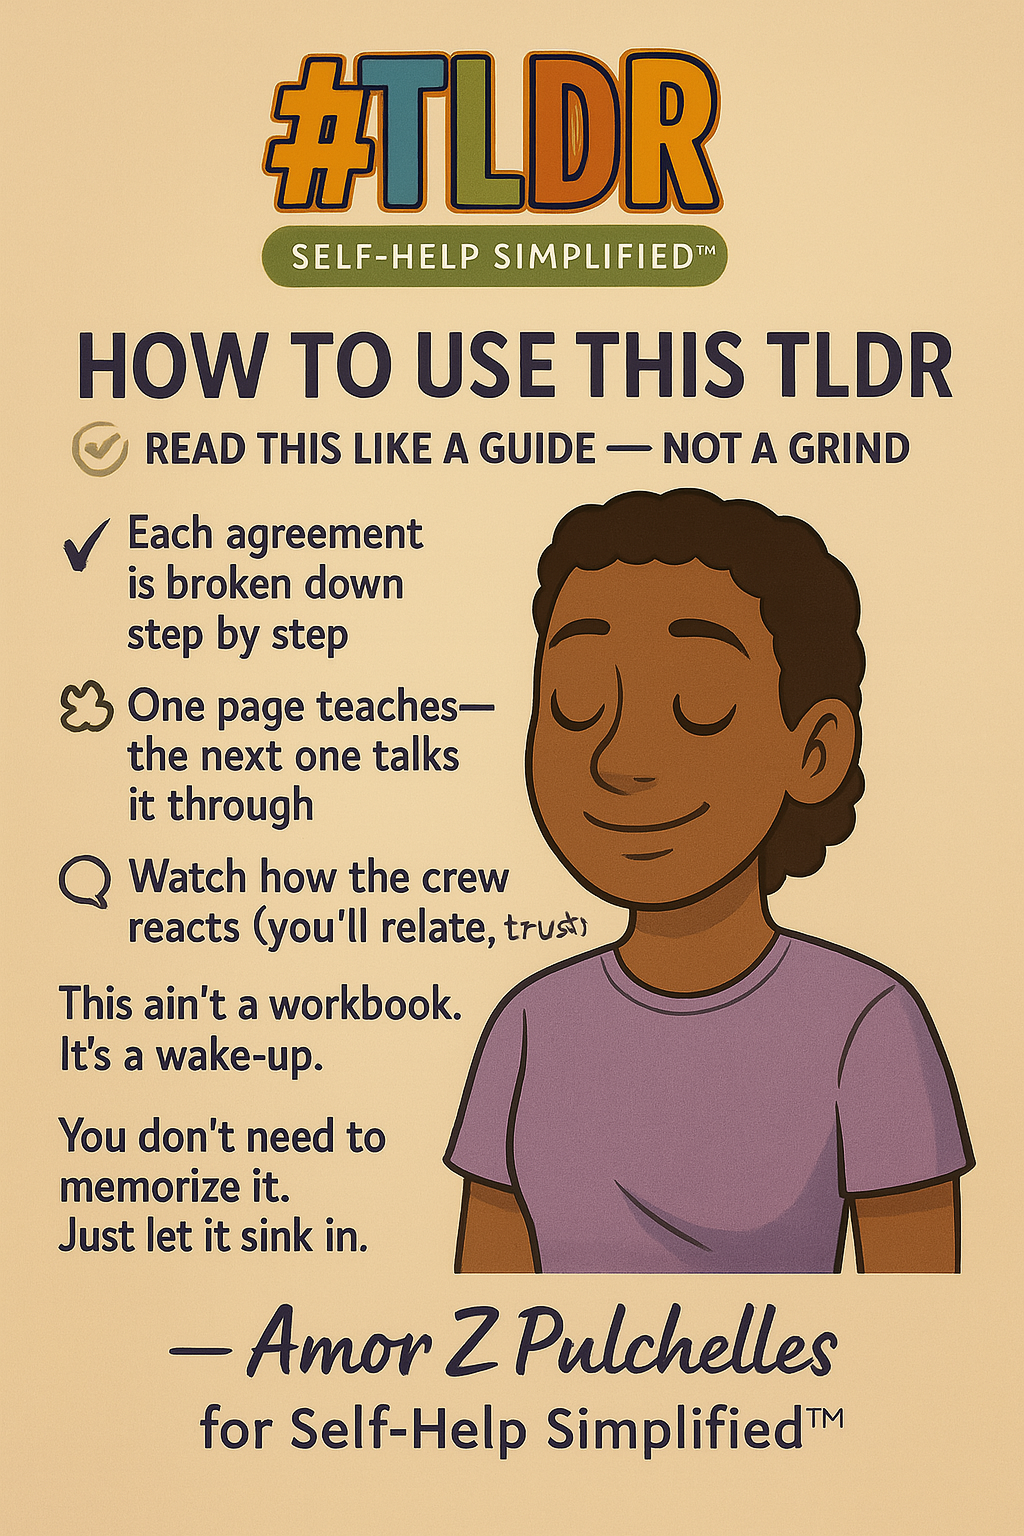 #TLDR
SELF-HELP SIMPLIFIED™
HOW TO USE THIS TLDR
READ THIS LIKE A GUIDE — NOT A GRIND
Each agreement
is broken down
step by step
One page teaches—
the next one talks
it through
Watch how the crew
reacts (you'll relate, trust)
This ain't a workbook.
It's a wake-up.
You don't need to
memorize it.
Just let it sink in.
— Amor Z Pulchelles
for Self-Help Simplified™